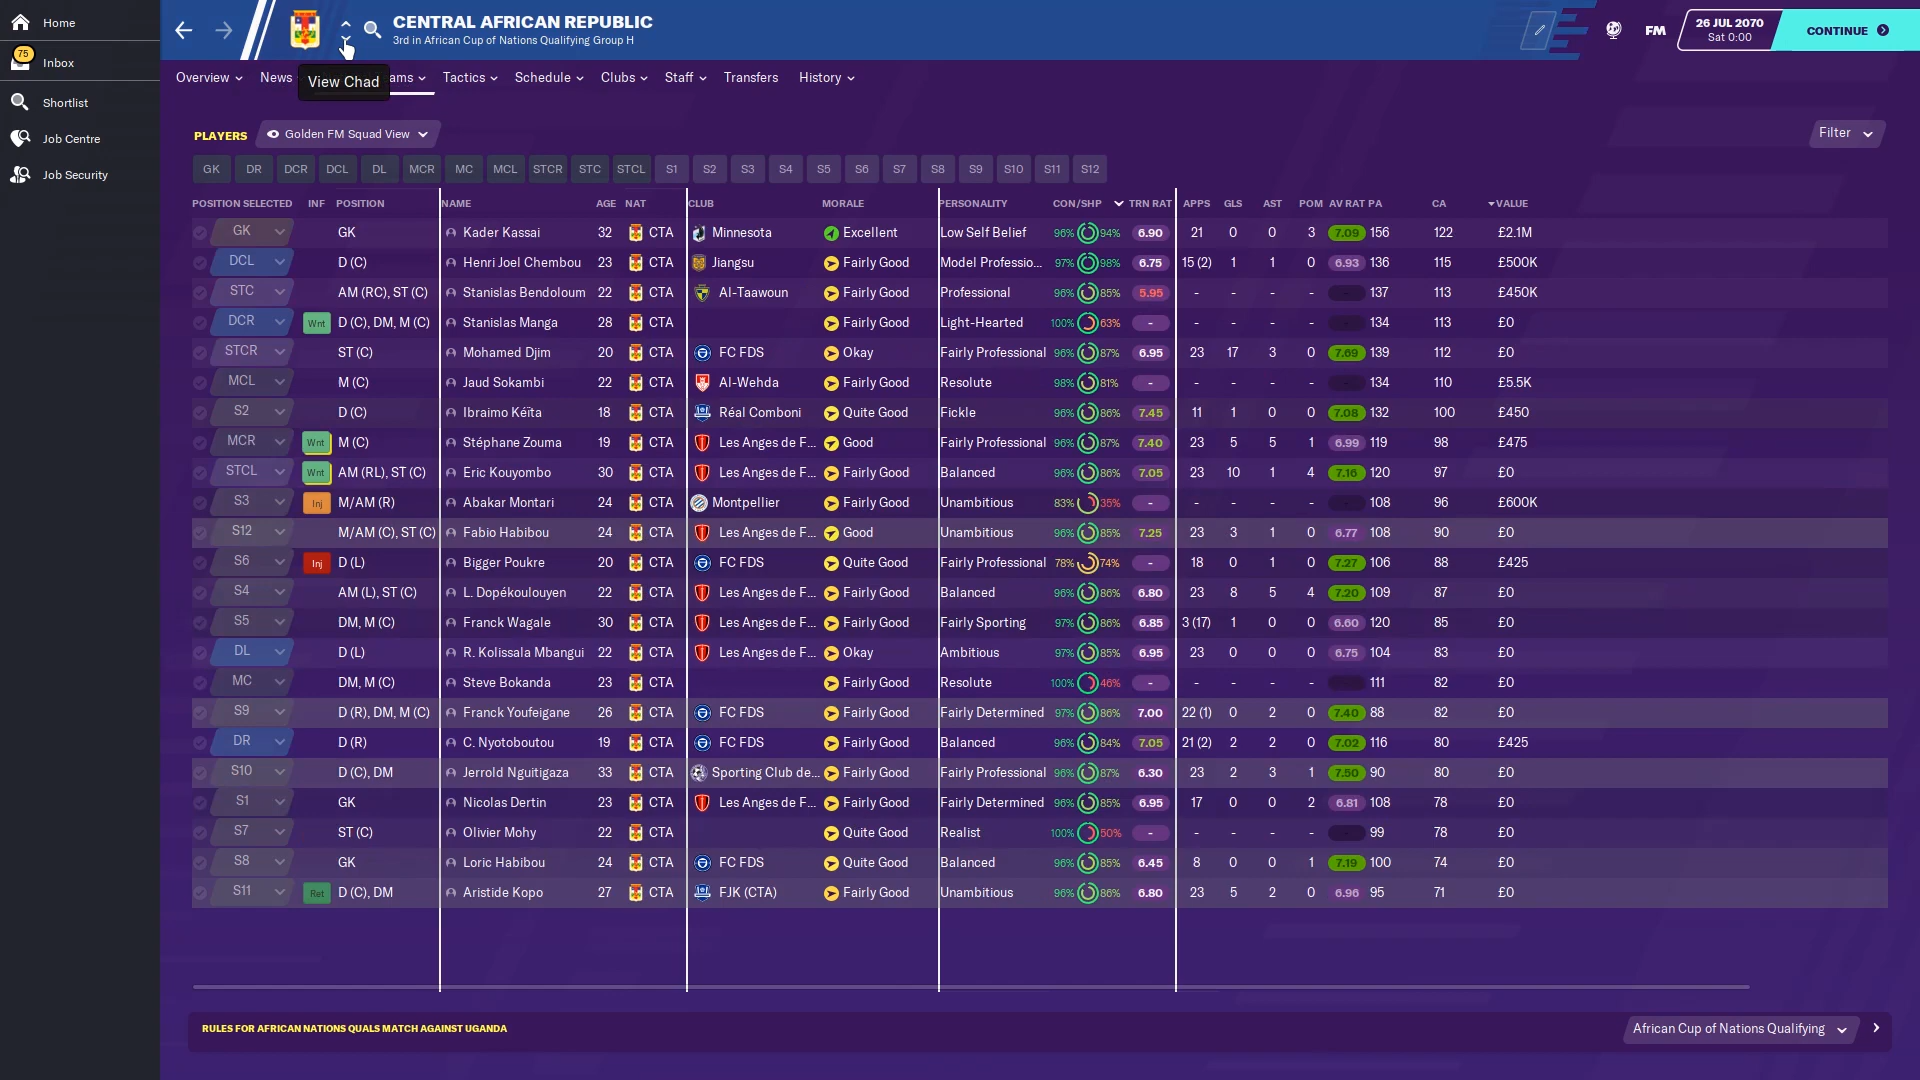 Home
75
Inbox
Shortlist
Job Centre
Job Security
CENTRAL AFRICAN REPUBLIC
3rd in African Cup of Nations Qualifying Group H
FM
26 JUL 2070
Sat 0:00
CONTINUE
Overview News ams Tactics Schedule Clubs Staff Transfers History
View Chad
PLAYERS Golden FM Squad View Filter
GK DR DCR DCL DL MCR MC MCL STCR STC STCL S1 S2 S3 S4 S5 S6 S7 S8 S9 S10 S11 S12
POSITION SELECTED INF POSITION NAME AGE NAT CLUB MORALE PERSONALITY CON/SHP TRN RAT APPS GLS AST POM AV RAT PA CA VALUE
GK GK Kader Kassai 32 CTA Minnesota Excellent Low Self Belief 96% 94% 6.90 21 0 0 3 7.09 156 122 £2.1M
DCL D (C) Henri Joel Chembou 23 CTA Jiangsu Fairly Good Model Professio... 97% 98% 6.75 15 (2) 1 1 0 6.93 136 115 £500K
STC AM (RC), ST (C) Stanislas Bendoloum 22 CTA Al-Taawoun Fairly Good Professional 96% 85% 5.95 - - - - - 137 113 £450K
DCR Wnt D (C), DM, M (C) Stanislas Manga 28 CTA Fairly Good Light-Hearted 100% 63% - - - - - - 134 113 £0
STCR ST (C) Mohamed Djim 20 CTA FC FDS Okay Fairly Professional 96% 87% 6.95 23 17 3 0 7.69 139 112 £0
MCL M (C) Jaud Sokambi 22 CTA Al-Wehda Fairly Good Resolute 98% 81% - - - - - - 134 110 £5.5K
S2 D (C) Ibraimo Kéïta 18 CTA Réal Comboni Quite Good Fickle 96% 86% 7.45 11 1 0 0 7.08 132 100 £450
MCR Wnt M (C) Stéphane Zouma 19 CTA Les Anges de F... Good Fairly Professional 96% 87% 7.40 23 5 5 1 6.99 119 98 £475
STCL Wnt AM (RL), ST (C) Eric Kouyombo 30 CTA Les Anges de F... Fairly Good Balanced 96% 86% 7.05 23 10 1 4 7.16 120 97 £0
S3 Inj M/AM (R) Abakar Montari 24 CTA Montpellier Fairly Good Unambitious 83% 35% - - - - - - 108 96 £600K
S12 M/AM (C), ST (C) Fabio Habibou 24 CTA Les Anges de F... Good Unambitious 96% 85% 7.25 23 3 1 0 6.77 108 90 £0
S6 Inj D (L) Bigger Poukre 20 CTA FC FDS Quite Good Fairly Professional 78% 74% - 18 0 1 0 7.27 106 88 £425
S4 AM (L), ST (C) L. Dopékoulouyen 22 CTA Les Anges de F... Fairly Good Balanced 96% 86% 6.80 23 8 5 4 7.20 109 87 £0
S5 DM, M (C) Franck Wagale 30 CTA Les Anges de F... Fairly Good Fairly Sporting 97% 86% 6.85 3 (17) 1 0 0 6.60 120 85 £0
DL D (L) R. Kolissala Mbangui 22 CTA Les Anges de F... Okay Ambitious 97% 85% 6.95 23 0 0 0 6.75 104 83 £0
MC DM, M (C) Steve Bokanda 23 CTA Fairly Good Resolute 100% 46% - - - - - - 111 82 £0
S9 D (R), DM, M (C) Franck Youfeigane 26 CTA FC FDS Fairly Good Fairly Determined 97% 86% 7.00 22 (1) 0 2 0 7.40 88 82 £0
DR D (R) C. Nyotoboutou 19 CTA FC FDS Fairly Good Balanced 96% 84% 7.05 21 (2) 2 2 0 7.02 116 80 £425
S10 D (C), DM Jerrold Nguitigaza 33 CTA Sporting Club de... Fairly Good Fairly Professional 96% 87% 6.30 23 2 3 1 7.50 90 80 £0
S1 GK Nicolas Dertin 23 CTA Les Anges de F... Fairly Good Fairly Determined 96% 85% 6.95 17 0 0 2 6.81 108 78 £0
S7 ST (C) Olivier Mohy 22 CTA Quite Good Realist 100% 50% - - - - - - 99 78 £0
S8 GK Loric Habibou 24 CTA FC FDS Quite Good Balanced 96% 85% 6.45 8 0 0 1 7.19 100 74 £0
S11 Ret D (C), DM Aristide Kopo 27 CTA FJK (CTA) Fairly Good Unambitious 96% 86% 6.80 23 5 2 0 6.96 95 71 £0
RULES FOR AFRICAN NATIONS QUALS MATCH AGAINST UGANDA African Cup of Nations Qualifying